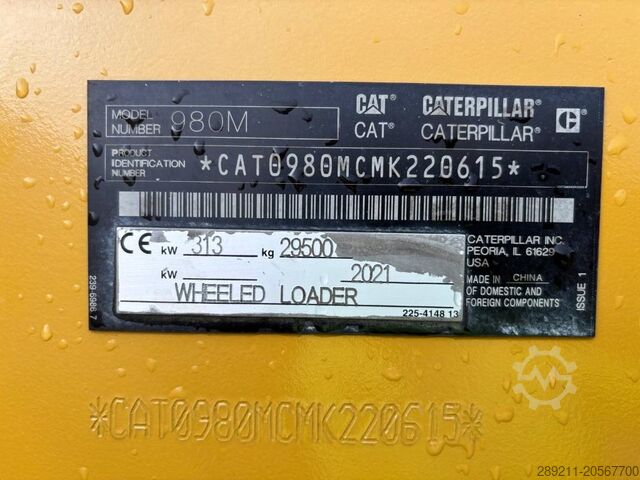 MODEL NUMBER 980M
CAT® CATERPILLAR®
CAT® CATERPILLAR® C
PRODUCT IDENTIFICATION NUMBER *CAT0980MCMK220615*
CE kW 313 kg 29500
kW 2021
WHEELED LOADER
225-4148 13
CATERPILLAR INC.
PEORIA, IL 61629
USA
MADE IN CHINA
OF DOMESTIC AND
FOREIGN COMPONENTS
ISSUE 1
239-6986 7
*CAT0980MCMK220615*
Machineseeker
289211-20567700